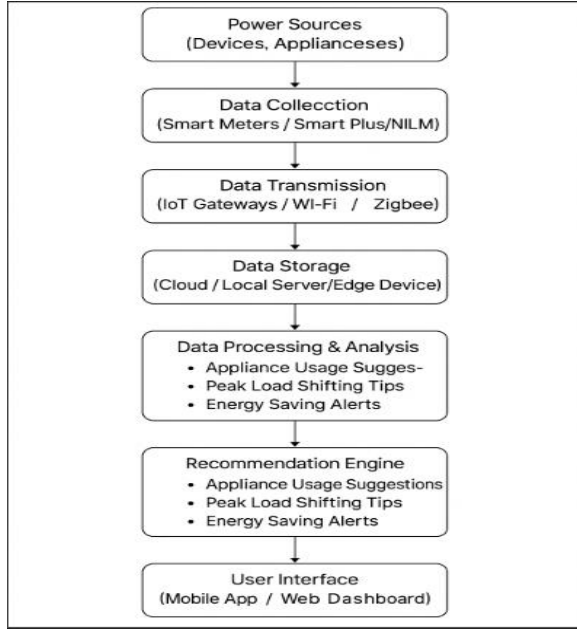 Power Sources
(Devices, Applianceses)
Data Collecction
(Smart Meters / Smart Plus/NILM)
Data Transmission
(IoT Gateways / WI-Fi / Zigbee)
Data Storage
(Cloud / Local Server/Edge Device)
Data Processing & Analysis
• Appliance Usage Sugges-
• Peak Load Shifting Tips
• Energy Saving Alerts
Recommendation Engine
• Appliance Usage Suggestions
• Peak Load Shifting Tips
• Energy Saving Alerts
User Interface
(Mobile App / Web Dashboard)